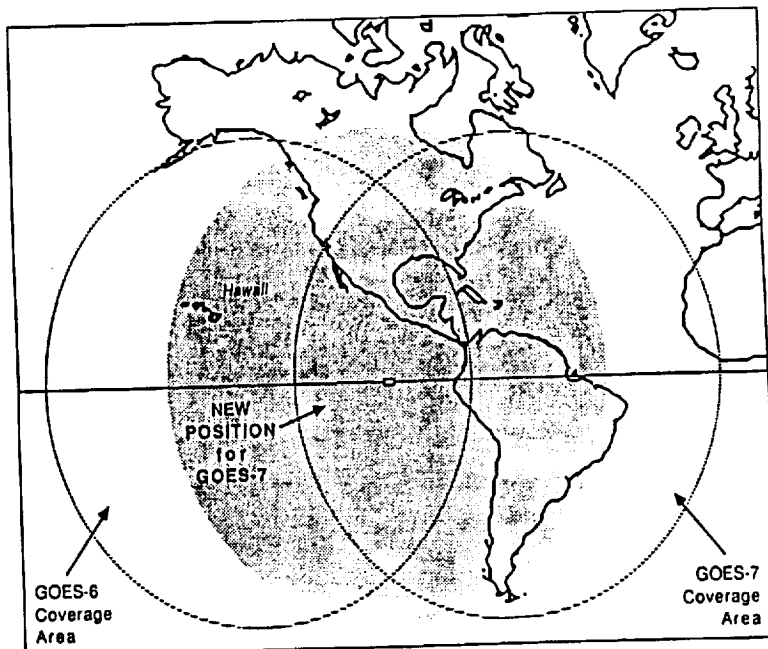 Hawaii
NEW
POSITION
for
GOES-7
GOES-6
Coverage
Area
GOES-7
Coverage
Area